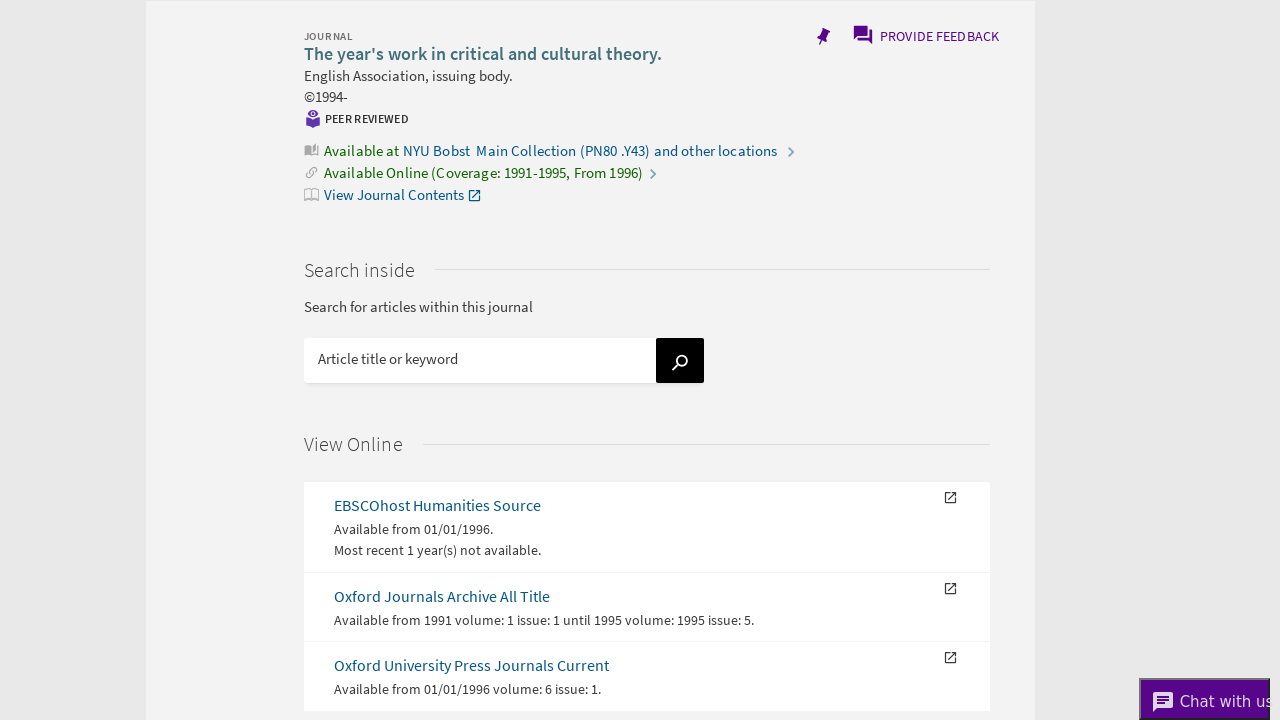 JOURNAL
PROVIDE FEEDBACK
The year's work in critical and cultural theory.
English Association, issuing body.
©1994-
PEER REVIEWED
Available at NYU Bobst Main Collection (PN80 .Y43) and other locations
Available Online (Coverage: 1991-1995, From 1996)
View Journal Contents
Search inside
Search for articles within this journal
Article title or keyword
View Online
EBSCOhost Humanities Source
Available from 01/01/1996.
Most recent 1 year(s) not available.
Oxford Journals Archive All Title
Available from 1991 volume: 1 issue: 1 until 1995 volume: 1995 issue: 5.
Oxford University Press Journals Current
Available from 01/01/1996 volume: 6 issue: 1.
Chat with us